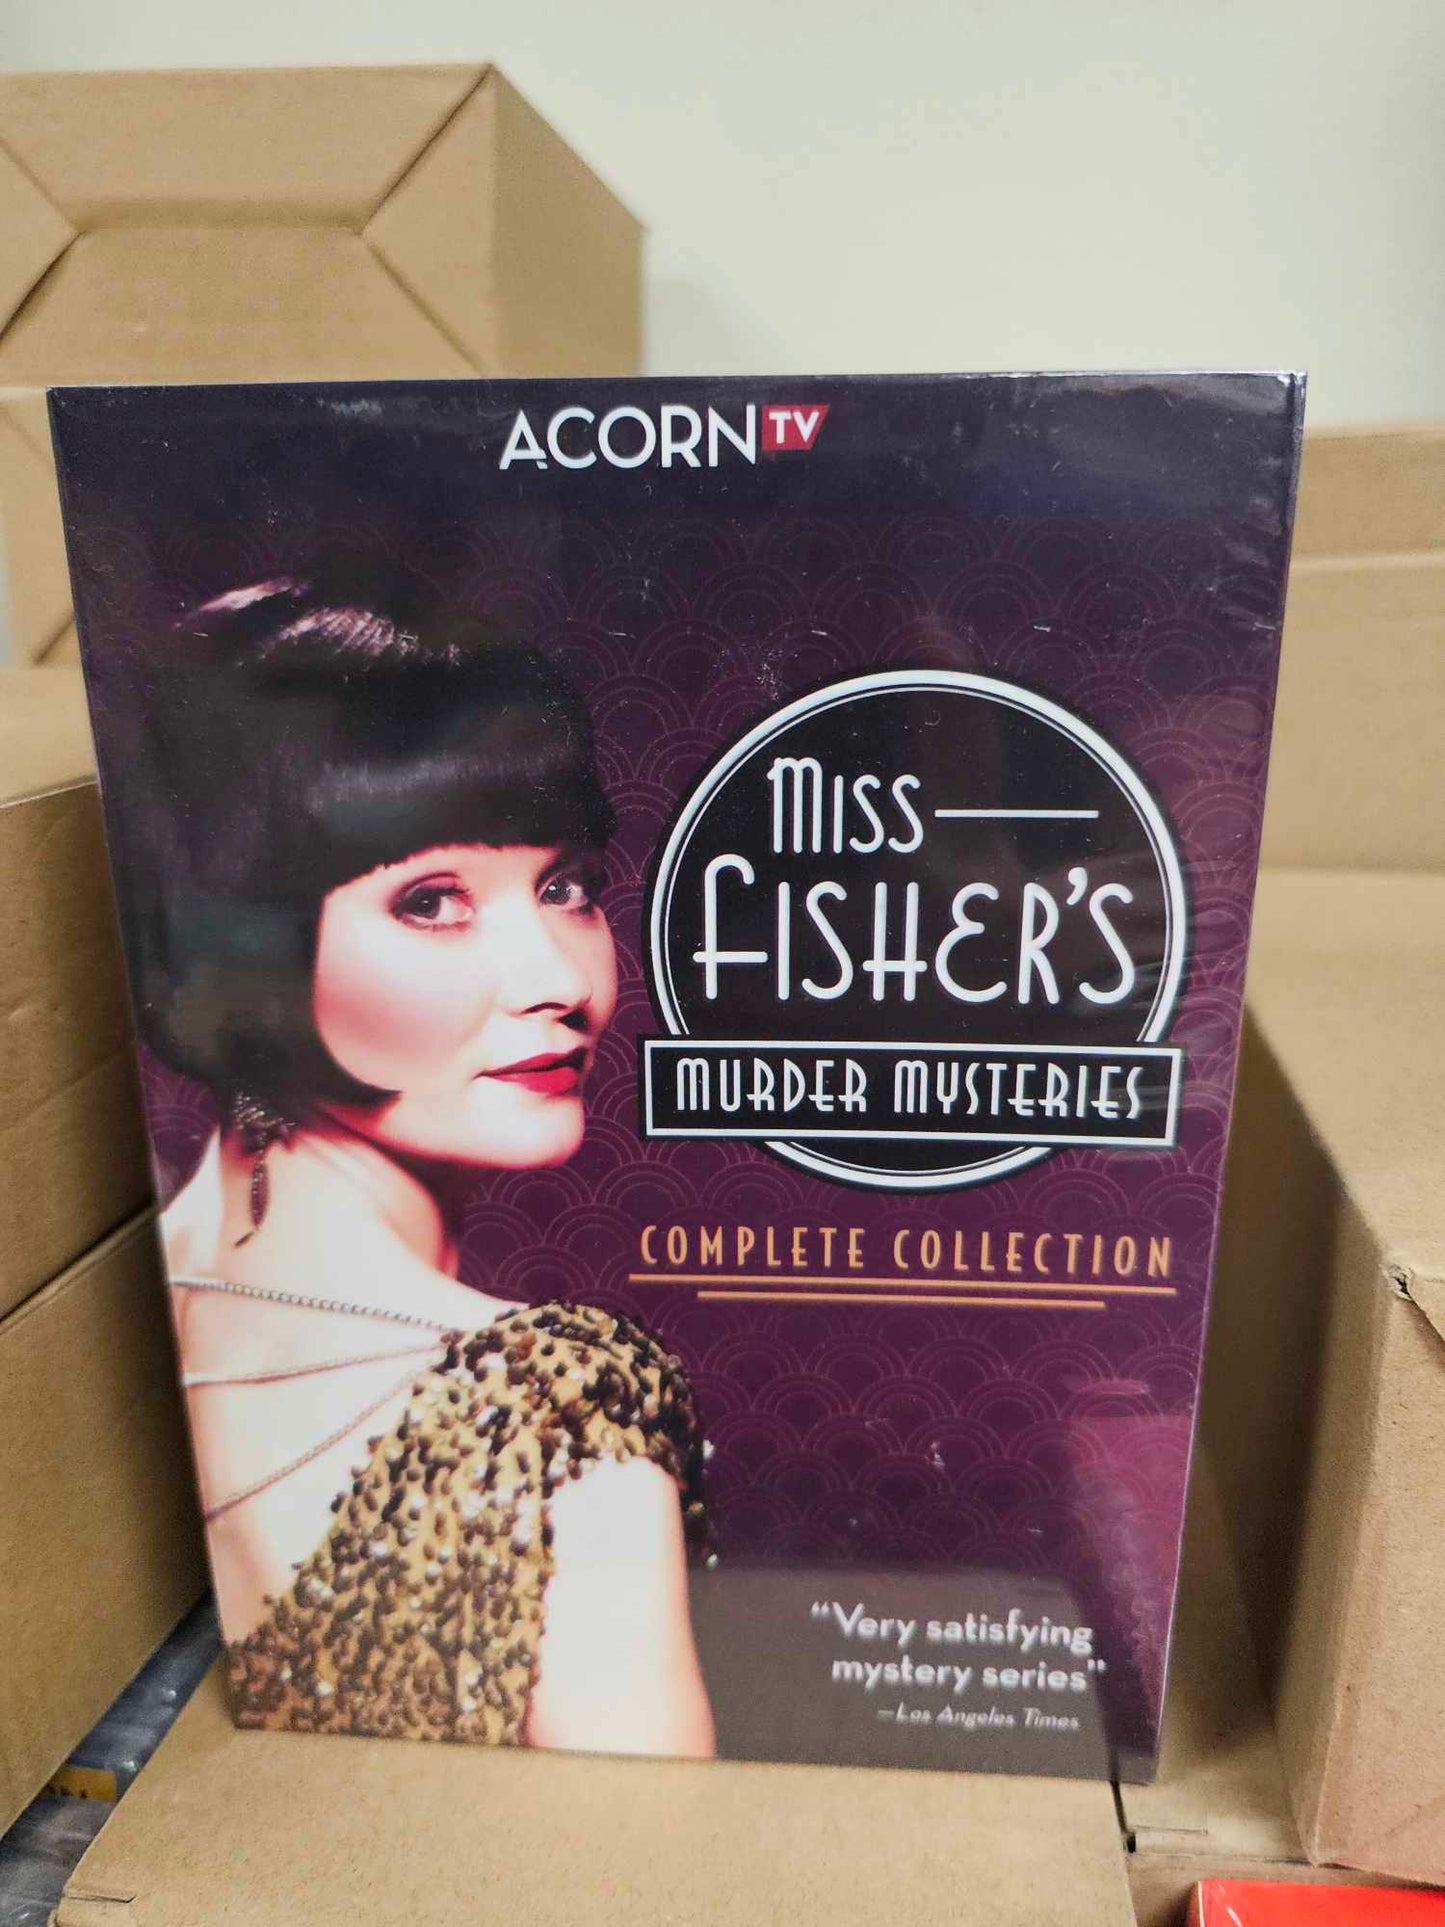 ACORN TV
MISS
FISHER'S
MURDER MYSTERIES
COMPLETE COLLECTION
“Very satisfying
mystery series”
—Los Angeles Times